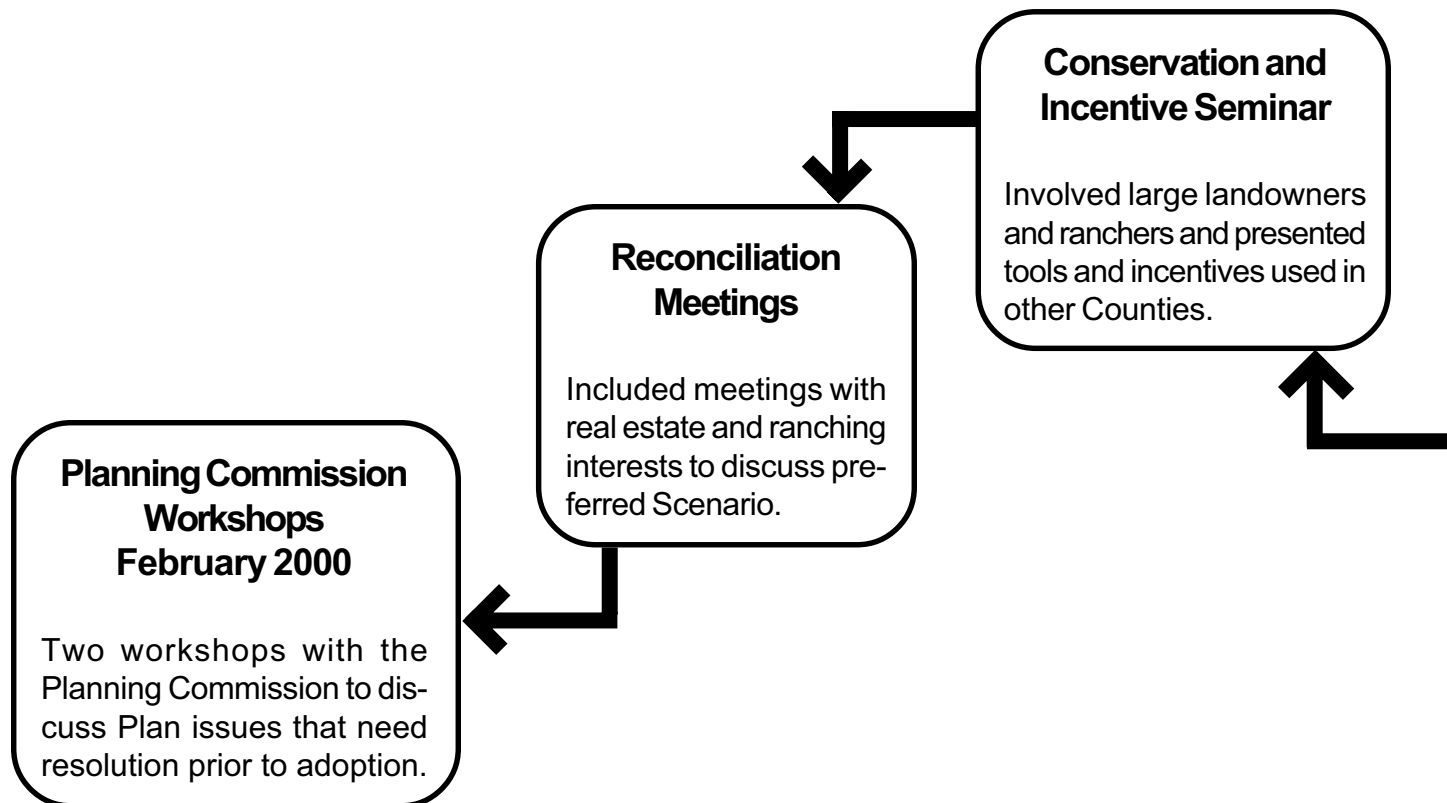 Conservation and
Incentive Seminar
Involved large landowners
and ranchers and presented
tools and incentives used in
other Counties.
Reconciliation
Meetings
Included meetings with
real estate and ranching
interests to discuss pre-
ferred Scenario.
Planning Commission
Workshops
February 2000
Two workshops with the
Planning Commission to dis-
cuss Plan issues that need
resolution prior to adoption.